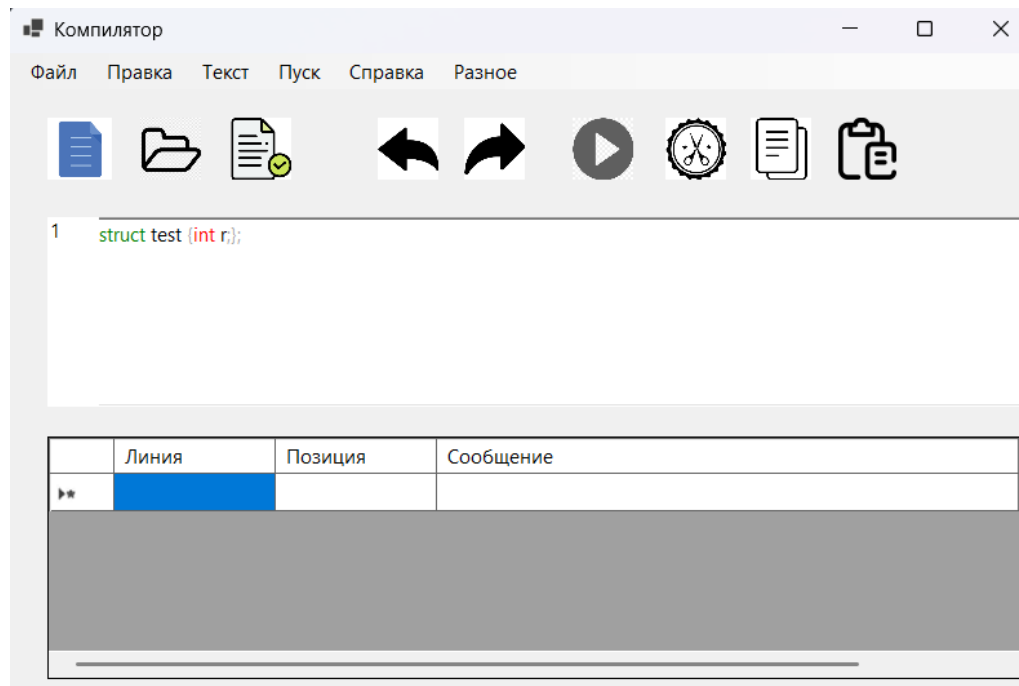 Компилятор
Файл Правка Текст Пуск Справка Разное
1 struct test {int r;};
Линия Позиция Сообщение